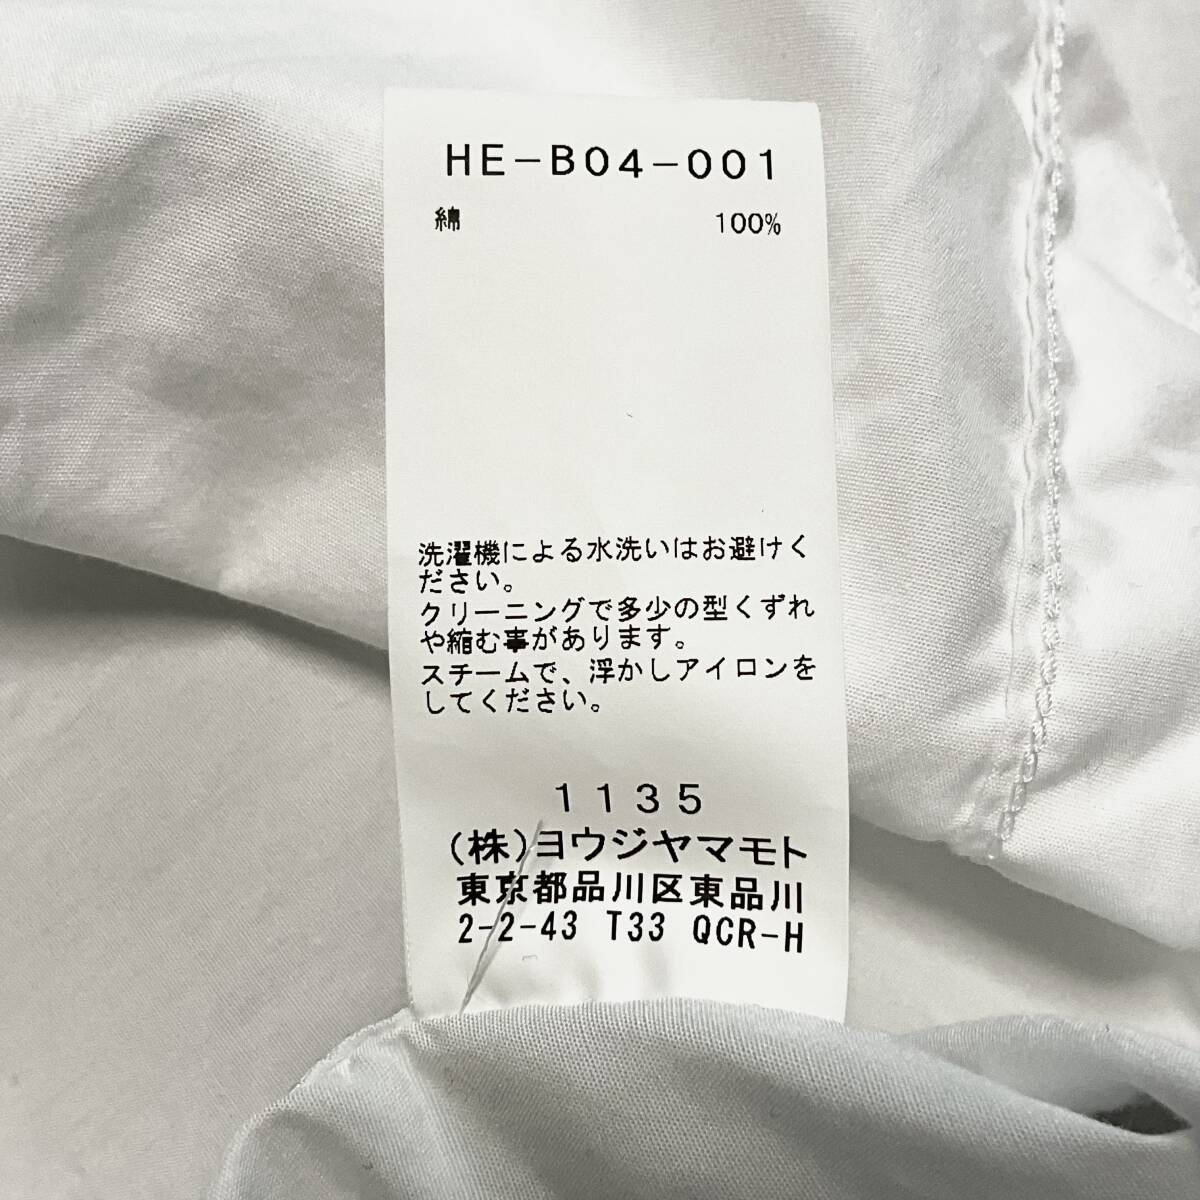 HE-B04-001
綿 100%
洗濯機による水洗いはお避けく
ださい。
クリーニングで多少の型くずれ
や縮む事があります。
スチームで、浮かしアイロンを
してください。
1135
(株)ヨウジヤマモト
東京都品川区東品川
2-2-43 T33 QCR-H